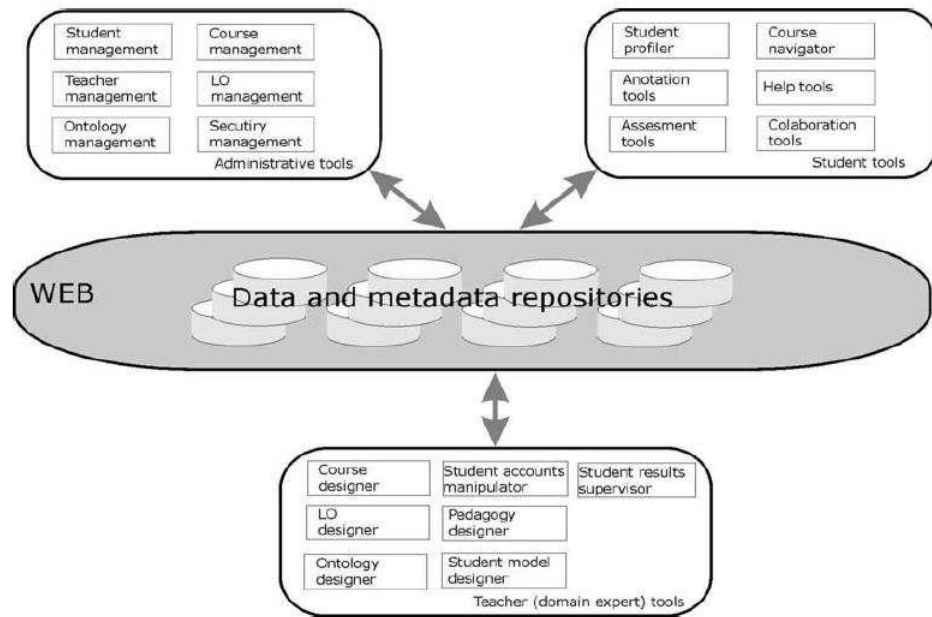 Student
management
Course
management
Teacher
management
LO
management
Ontology
management
Secutiry
management
Administrative tools
Student
profiler
Course
navigator
Anotation
tools
Help tools
Assesment
tools
Colaboration
tools
Student tools
WEB
Data and metadata repositories
Course
designer
Student accounts
manipulator
Student results
supervisor
LO
designer
Pedagogy
designer
Ontology
designer
Student model
designer
Teacher (domain expert) tools